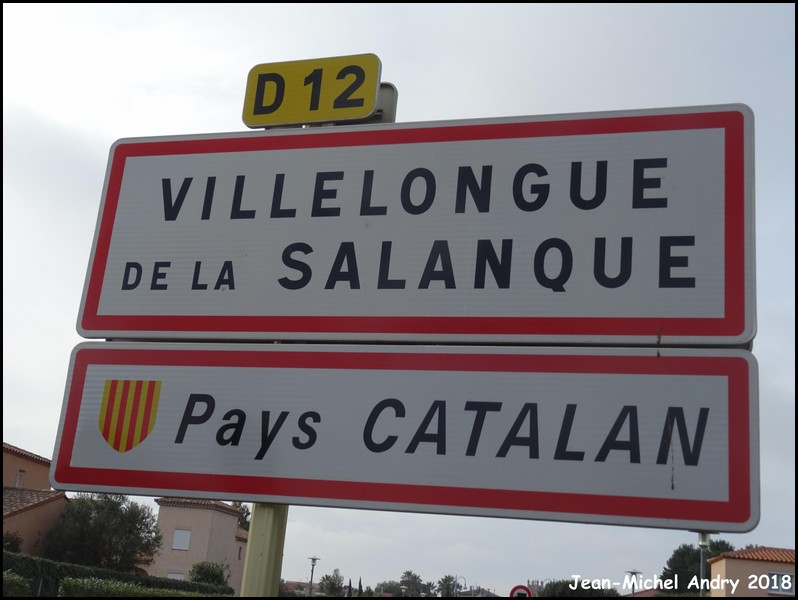 D 12
VILLELONGUE
DE LA SALANQUE
Pays CATALAN
Jean-Michel Andry 2018